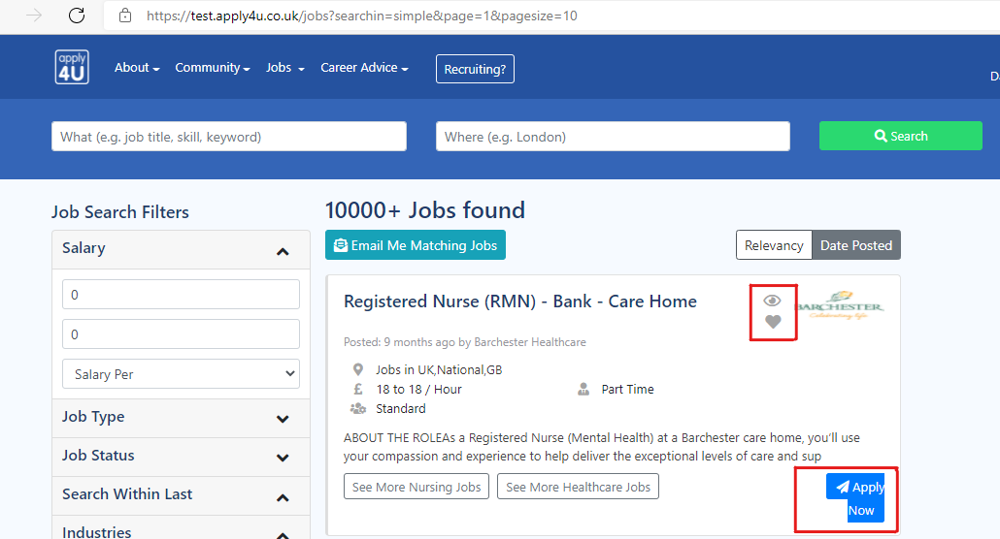 https://test.apply4u.co.uk/jobs?searchin=simple&page=1&pagesize=10
apply
4U
About
Community
Jobs
Career Advice
Recruiting?
What (e.g. job title, skill, keyword)
Where (e.g. London)
Search
Job Search Filters
Salary
0
0
Salary Per
Job Type
Job Status
Search Within Last
Industries
10000+ Jobs found
Email Me Matching Jobs
Relevancy
Date Posted
Registered Nurse (RMN) - Bank - Care Home
BARCHESTER
Celebrating life
Posted: 9 months ago by Barchester Healthcare
Jobs in UK,National,GB
£ 18 to 18 / Hour
Part Time
Standard
ABOUT THE ROLEAs a Registered Nurse (Mental Health) at a Barchester care home, you’ll use
your compassion and experience to help deliver the exceptional levels of care and sup
See More Nursing Jobs
See More Healthcare Jobs
Apply
Now